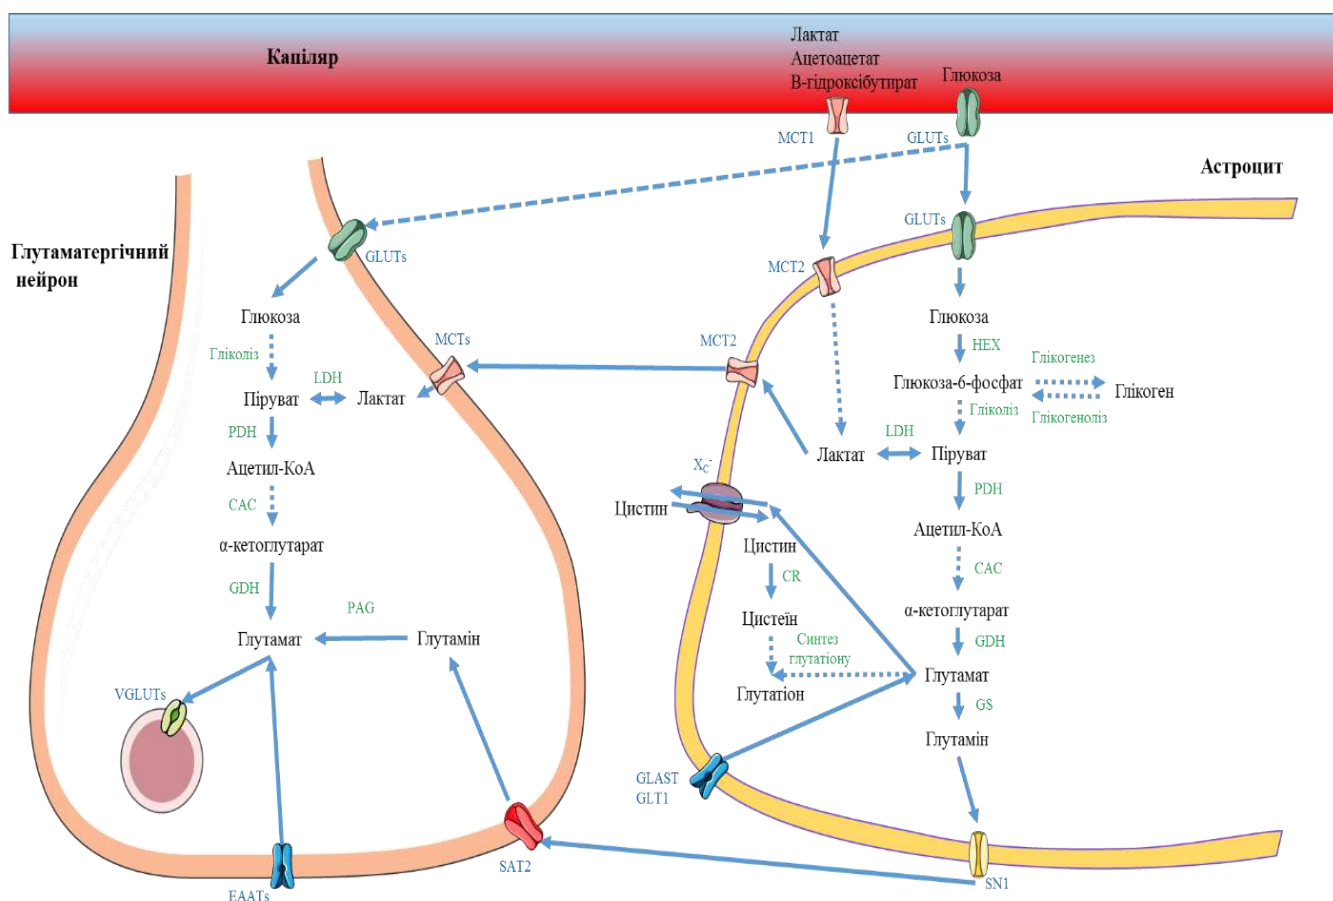 Капіляр
Лактат
Ацетоацетат
В-гідроксібутират
Глюкоза
MCT1
GLUTs
Астроцит
Глутаматергічний
нейрон
GLUTs
GLUTs
MCT2
Глюкоза
Глюкоза
Гліколіз
MCTs
MCT2
HEX
Глікогенез
LDH
Піруват
Лактат
Глюкоза-6-фосфат
Глікоген
Гліколіз
Глікогеноліз
PDH
LDH
Лактат
Піруват
Ацетил-КоА
Xc-
PDH
CAC
Цистин
Ацетил-КоА
α-кетоглутарат
Цистин
CAC
GDH
CR
α-кетоглутарат
PAG
Цистеїн
GDH
Глутамат
Глутамін
Синтез
глутатіону
Глутамат
VGLUTs
Глутатіон
GS
Глутамін
GLAST
GLT1
SAT2
SN1
EAATs